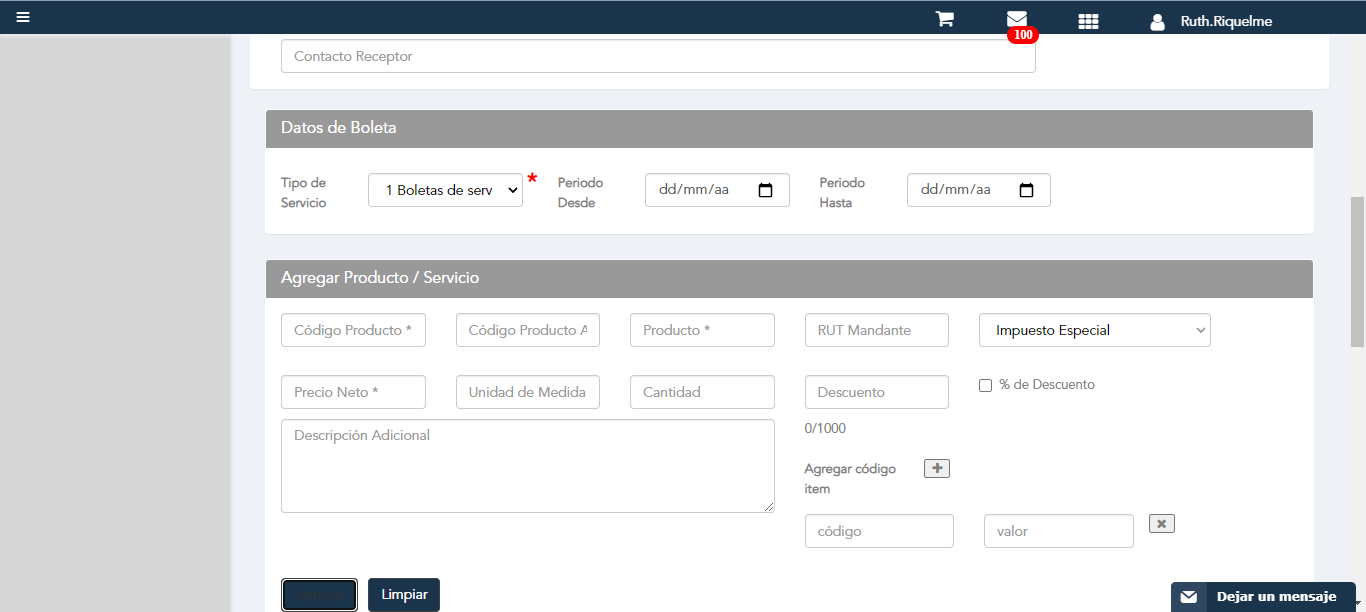 Ruth.Riquelme
100
Contacto Receptor
Datos de Boleta
Tipo de
Servicio
1 Boletas de serv
*
Periodo
Desde
dd/mm/aa
Periodo
Hasta
dd/mm/aa
Agregar Producto / Servicio
Código Producto *
Código Producto A
Producto *
RUT Mandante
Impuesto Especial
Precio Neto *
Unidad de Medida
Cantidad
Descuento
% de Descuento
Descripción Adicional
0/1000
Agregar código
item
código
valor
Agregar
Limpiar
Dejar un mensaje